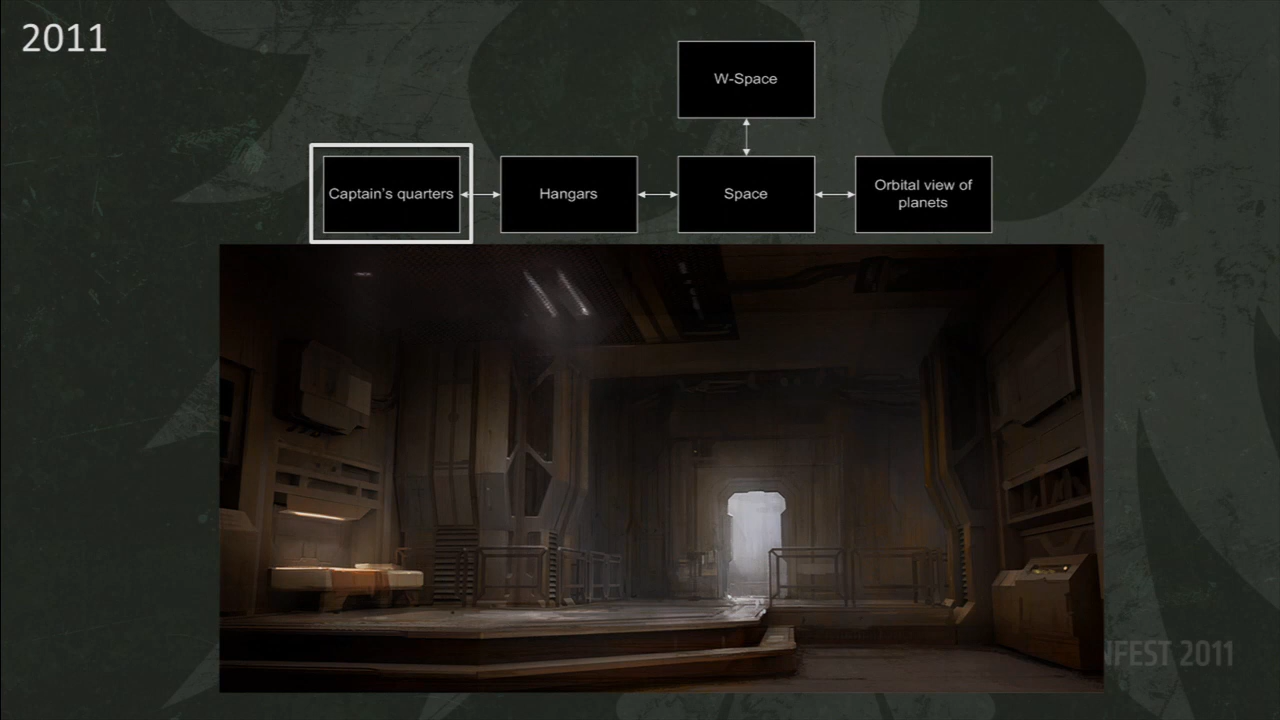 2011
W-Space
Captain's quarters
Hangars
Space
Orbital view of
planets
NFEST 2011